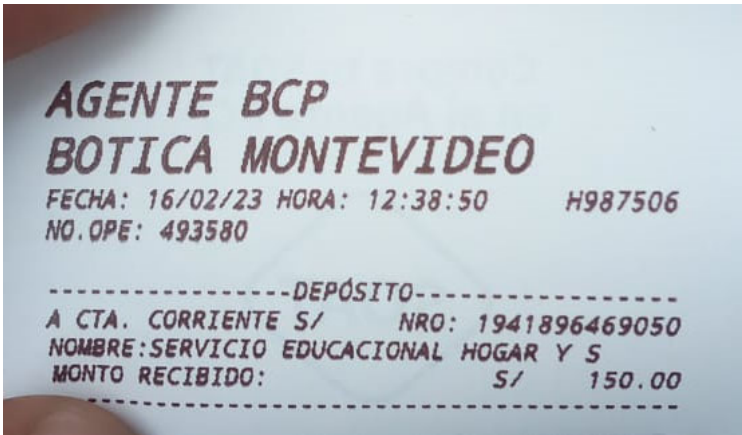 AGENTE BCP
BOTICA MONTEVIDEO
FECHA: 16/02/23 HORA: 12:38:50 H987506
NO.OPE: 493580
-----------------DEPÓSITO-----------------
A CTA. CORRIENTE S/ NRO: 1941896469050
NOMBRE:SERVICIO EDUCACIONAL HOGAR Y S
MONTO RECIBIDO: S/ 150.00